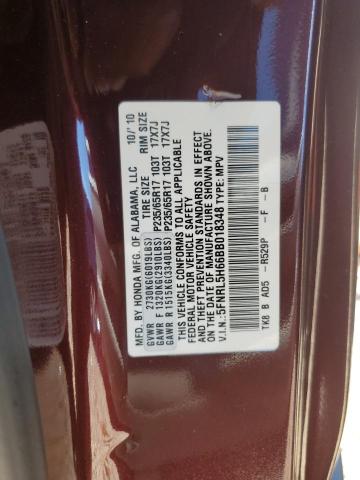 MFD. BY HONDA MFG. OF ALABAMA, LLC 10/'10
TIRE SIZE RIM SIZE
GVWR 2730KG(6019LBS)
GAWR F 1320KG(2910LBS) P235/65R17 103T 17X7J
GAWR R 1515KG(3340LBS) P235/65R17 103T 17X7J
THIS VEHICLE CONFORMS TO ALL APPLICABLE
FEDERAL MOTOR VEHICLE SAFETY STANDARDS
AND THEFT PREVENTION STANDARDS IN EFFECT
ON THE DATE OF MANUFACTURE SHOWN ABOVE.
V.I.N.:5FNRL5H66BB018348 TYPE: MPV
TK8 B AD5 - R529P - F - B